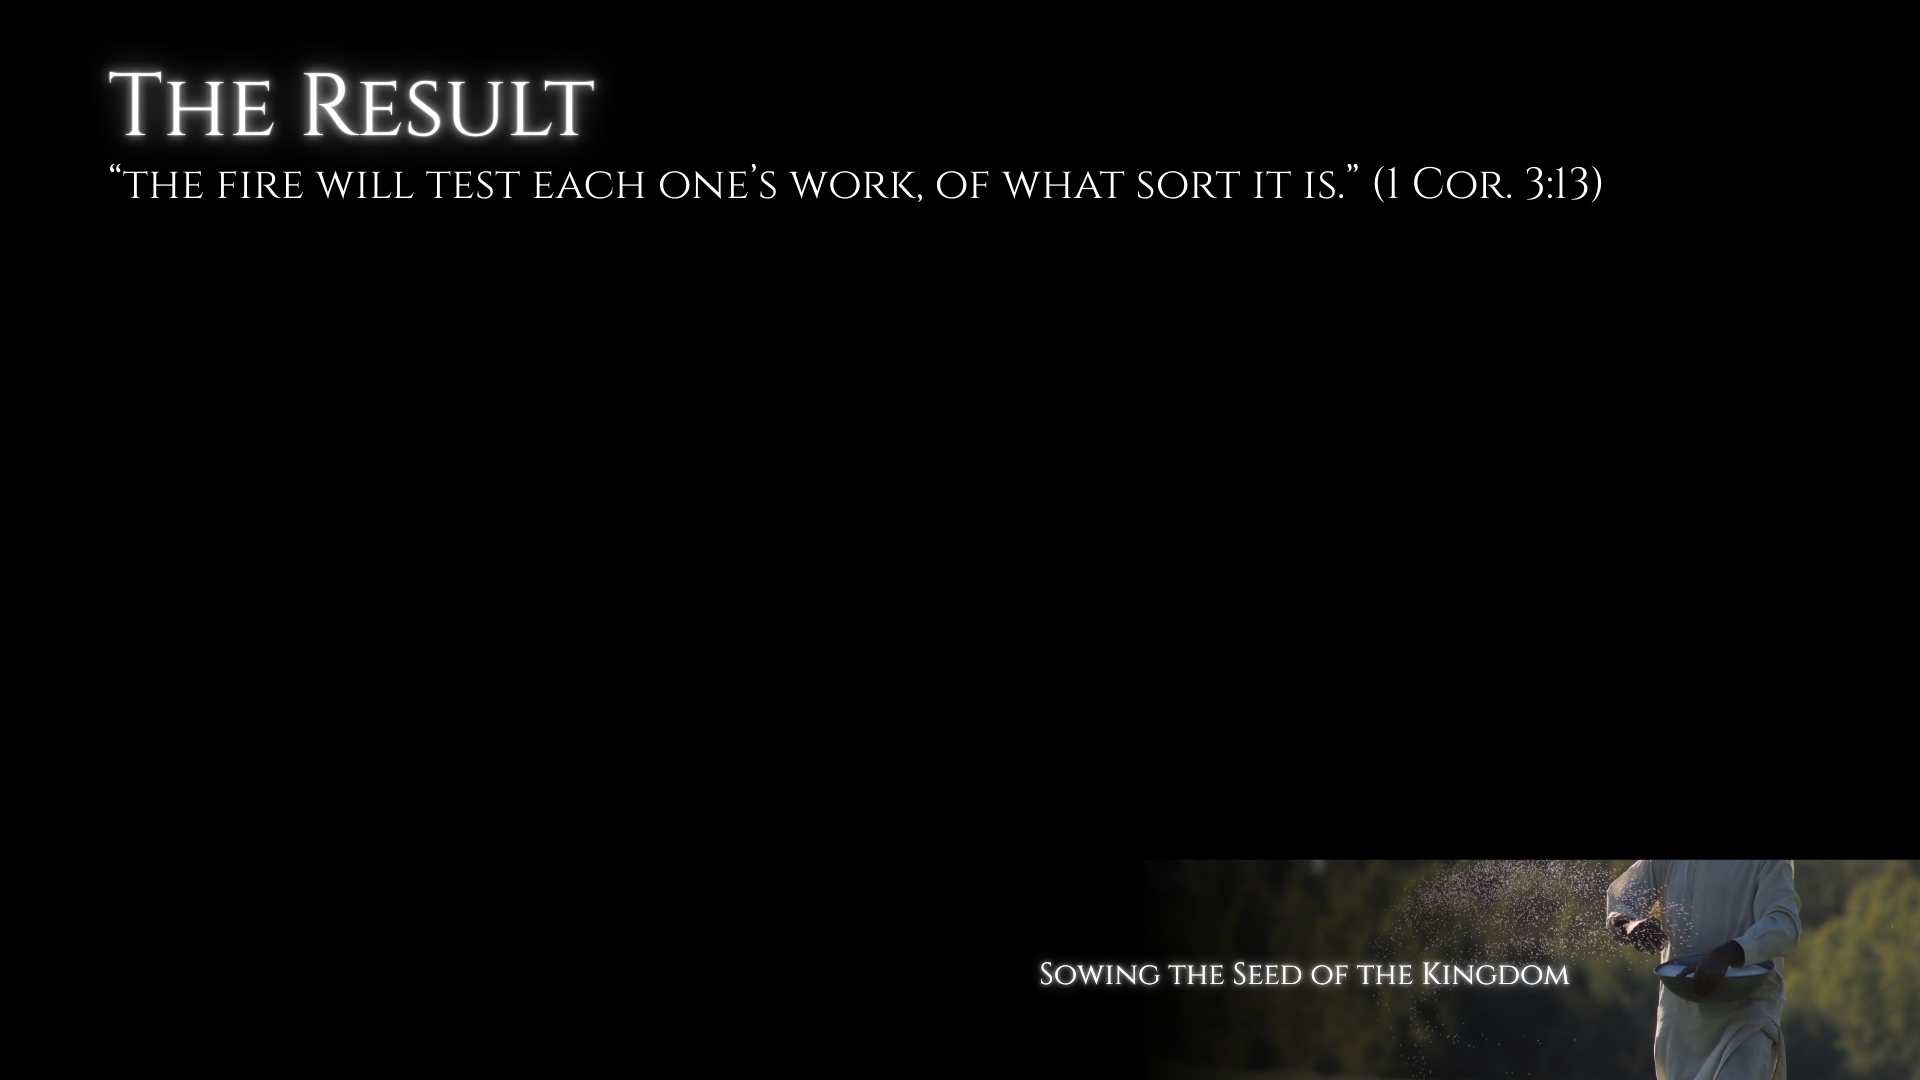 The Result
“the fire will test each one’s work, of what sort it is.” (1 Cor. 3:13)
Sowing the Seed of the Kingdom